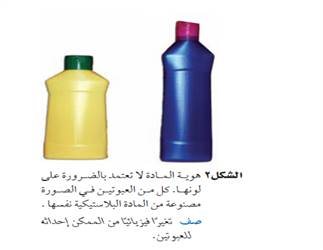 الشكل٢ هوية المادة لا تعتمد بالضرورة على
لونها. كل من العبوتين في الصورة
مصنوعة من المادة البلاستيكية نفسها.
صف تغيرًا فيزيائيًّا من الممكن إحداثه
للعبوتين.